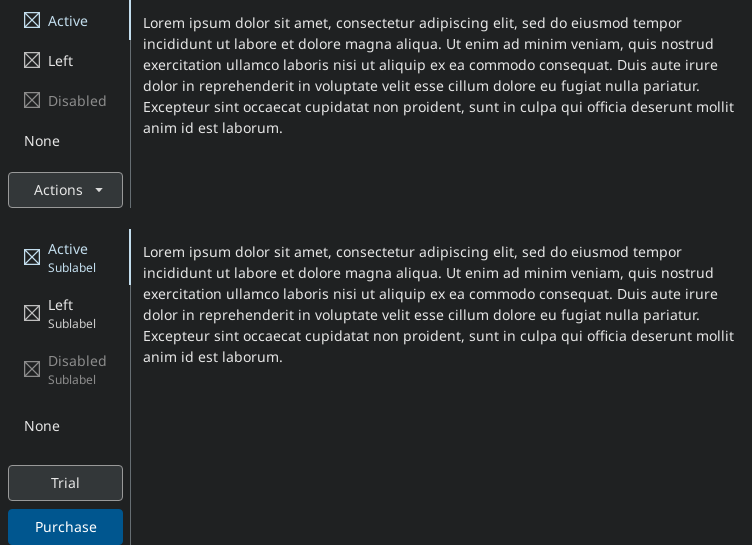 Active
Left
Disabled
None
Actions
Lorem ipsum dolor sit amet, consectetur adipiscing elit, sed do eiusmod tempor
incididunt ut labore et dolore magna aliqua. Ut enim ad minim veniam, quis nostrud
exercitation ullamco laboris nisi ut aliquip ex ea commodo consequat. Duis aute irure
dolor in reprehenderit in voluptate velit esse cillum dolore eu fugiat nulla pariatur.
Excepteur sint occaecat cupidatat non proident, sunt in culpa qui officia deserunt mollit
anim id est laborum.
Active
Sublabel
Left
Sublabel
Disabled
Sublabel
None
Trial
Purchase
Lorem ipsum dolor sit amet, consectetur adipiscing elit, sed do eiusmod tempor
incididunt ut labore et dolore magna aliqua. Ut enim ad minim veniam, quis nostrud
exercitation ullamco laboris nisi ut aliquip ex ea commodo consequat. Duis aute irure
dolor in reprehenderit in voluptate velit esse cillum dolore eu fugiat nulla pariatur.
Excepteur sint occaecat cupidatat non proident, sunt in culpa qui officia deserunt mollit
anim id est laborum.